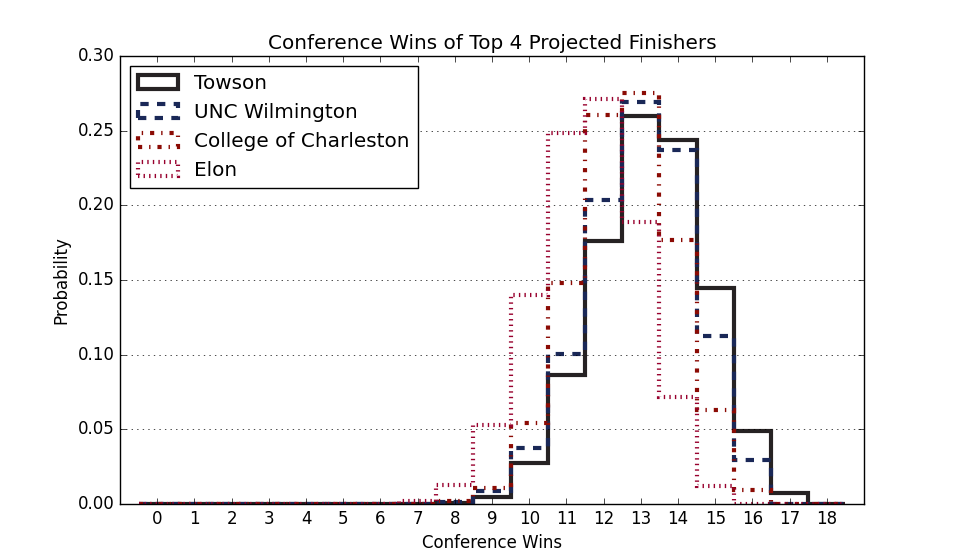 Conference Wins of Top 4 Projected Finishers
Towson
UNC Wilmington
College of Charleston
Elon
Probability
0.30
0.25
0.20
0.15
0.10
0.05
0.00
0 1 2 3 4 5 6 7 8 9 10 11 12 13 14 15 16 17 18
Conference Wins